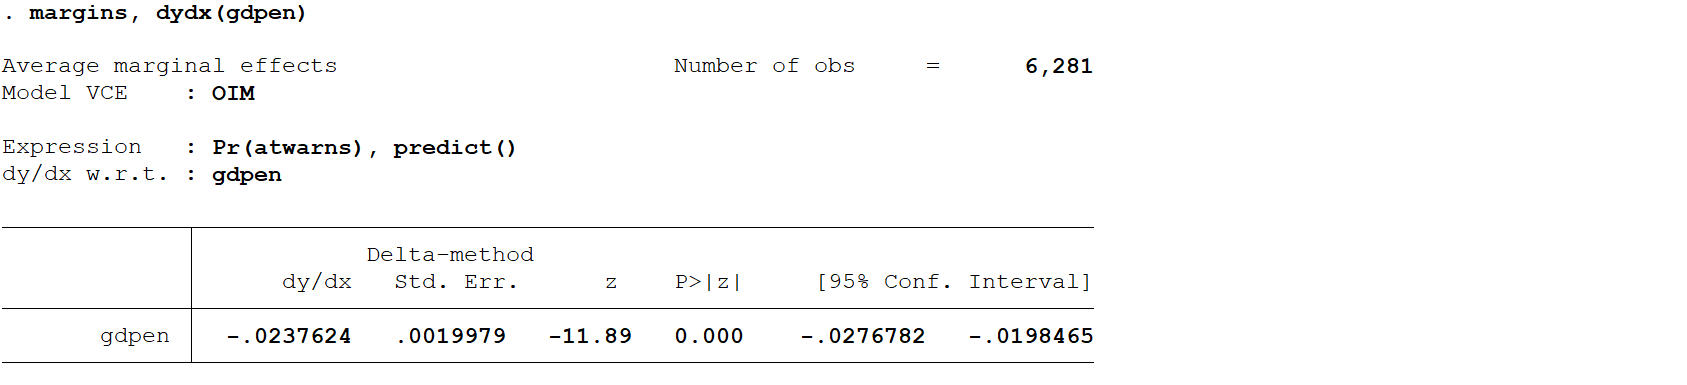 . margins, dydx(gdpen)
Average marginal effects Number of obs = 6,281
Model VCE : OIM
Expression : Pr(atwarns), predict()
dy/dx w.r.t. : gdpen
Delta-method
dy/dx Std. Err. z P>|z| [95% Conf. Interval]
gdpen -.0237624 .0019979 -11.89 0.000 -.0276782 -.0198465